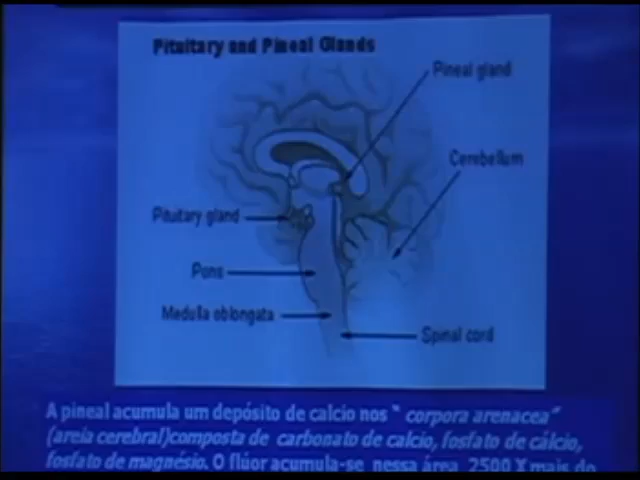 Pituitary and Pineal Glands
Pineal gland
Cerebellum
Pituitary gland
Pons
Medulla oblongata
Spinal cord
A pineal acumula um depósito de calcio nos “ corpora arenacea”
(areia cerebral)composta de carbonato de calcio, fosfato de cálcio,
fosfato de magnésio. O flúor acumula-se nessa área 2500 X mais do